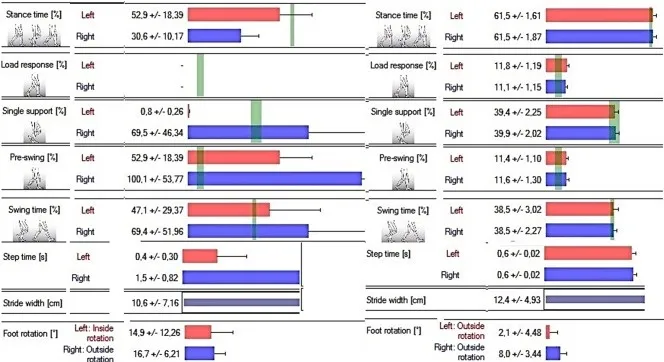 Stance time [%] Left 52,9 +/- 18,39
Right 30,6 +/- 10,17
Load response [%] Left -
Right -
Single support [%] Left 0,8 +/- 0,26
Right 69,5 +/- 46,34
Pre-swing [%] Left 52,9 +/- 18,39
Right 100,1 +/- 53,77
Swing time [%] Left 47,1 +/- 29,37
Right 69,4 +/- 51,96
Step time [s] Left 0,4 +/- 0,30
Right 1,5 +/- 0,82
Stride width [cm] 10,6 +/- 7,16
Foot rotation [°] Left: Inside rotation 14,9 +/- 12,26
Right: Outside rotation 16,7 +/- 6,21
Stance time [%] Left 61,5 +/- 1,61
Right 61,5 +/- 1,87
Load response [%] Left 11,8 +/- 1,19
Right 11,1 +/- 1,15
Single support [%] Left 39,4 +/- 2,25
Right 39,9 +/- 2,02
Pre-swing [%] Left 11,4 +/- 1,10
Right 11,6 +/- 1,30
Swing time [%] Left 38,5 +/- 3,02
Right 38,5 +/- 2,27
Step time [s] Left 0,6 +/- 0,02
Right 0,6 +/- 0,02
Stride width [cm] 12,4 +/- 4,93
Foot rotation [°] Left: Outside rotation 2,1 +/- 4,48
Right: Outside rotation 8,0 +/- 3,44